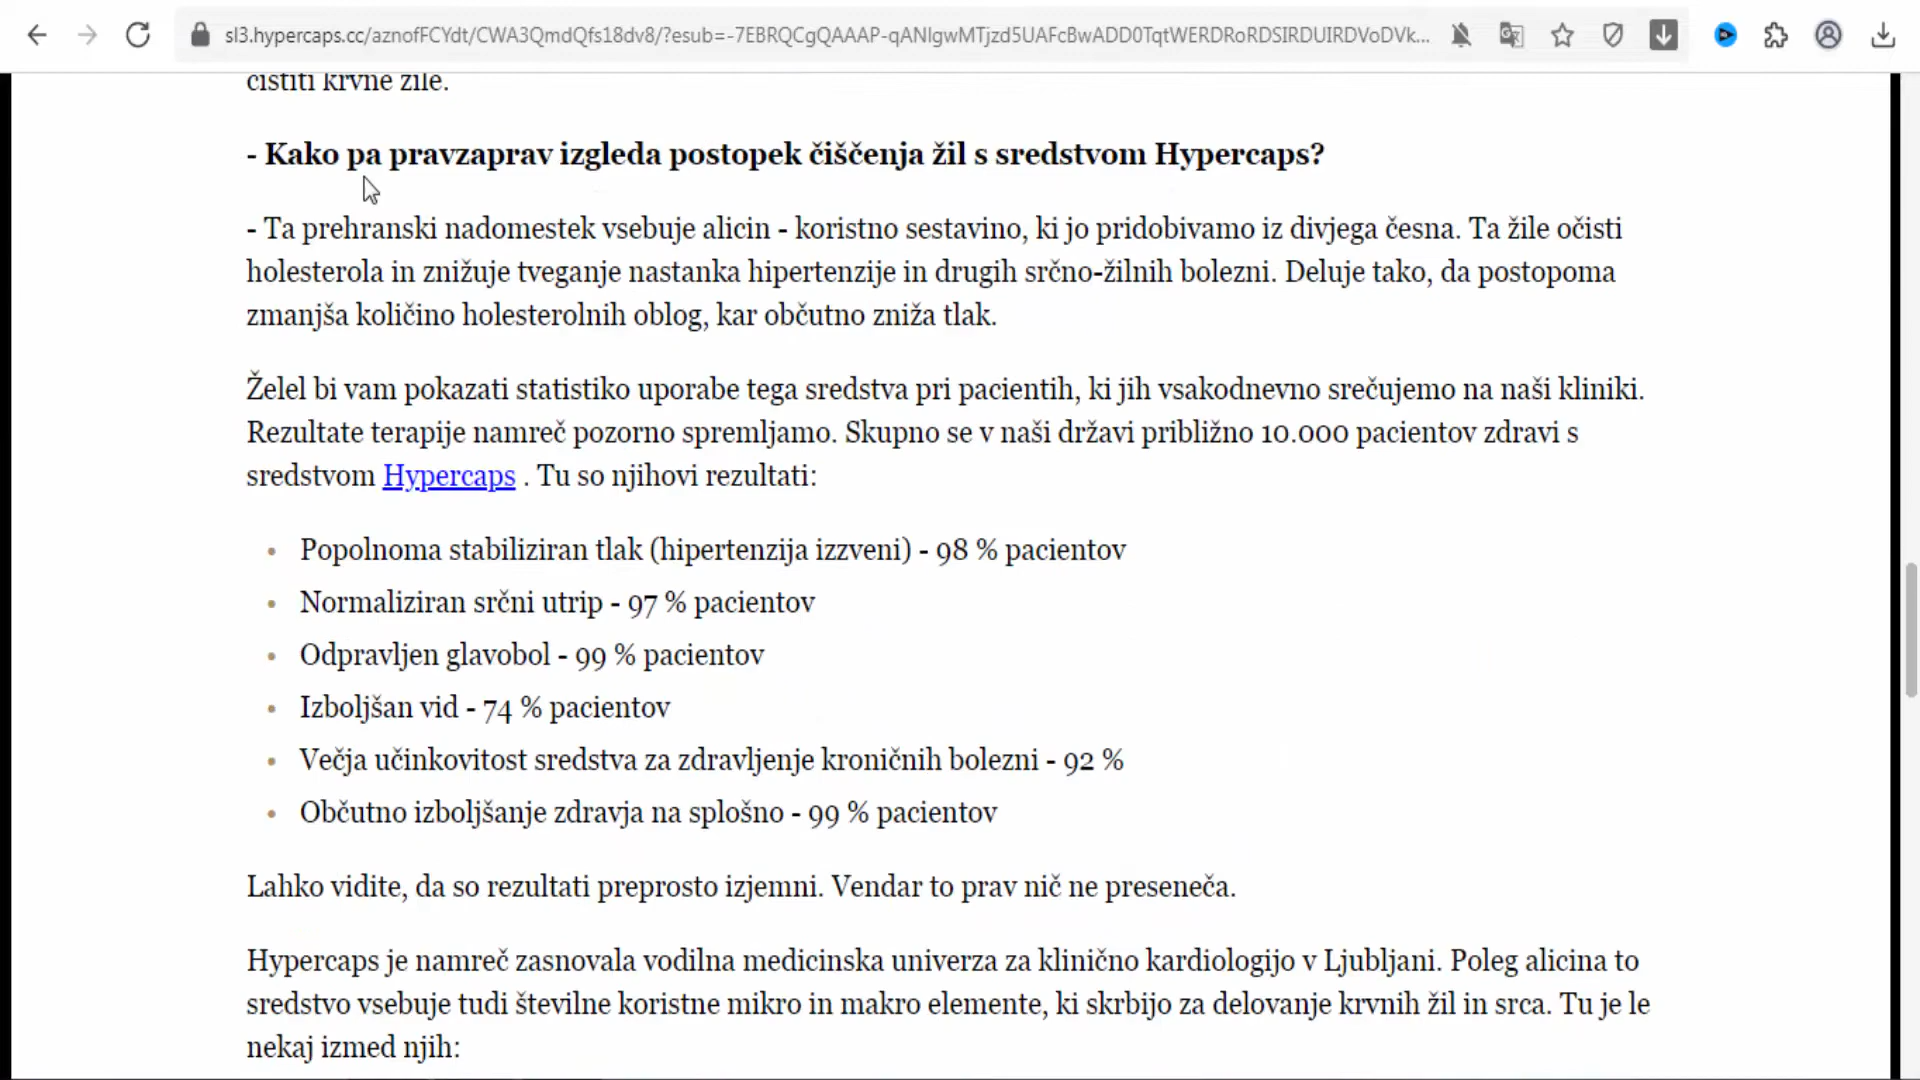 sl3.hypercaps.cc/aznofFCYdt/CWA3QmdQfs18dv8/?esub=-7EBRQCgQAAAP-qANIgwMTjzd5UAFcBwADD0TqtWERDRoRDSIRDUIRDVoDVk...
čistiti krvne žile.
- Kako pa pravzaprav izgleda postopek čiščenja žil s sredstvom Hypercaps?
- Ta prehranski nadomestek vsebuje alicin - koristno sestavino, ki jo pridobivamo iz divjega česna. Ta žile očisti
holesterola in znižuje tveganje nastanka hipertenzije in drugih srčno-žilnih bolezni. Deluje tako, da postopoma
zmanjša količino holesterolnih oblog, kar občutno zniža tlak.
Želel bi vam pokazati statistiko uporabe tega sredstva pri pacientih, ki jih vsakodnevno srečujemo na naši kliniki.
Rezultate terapije namreč pozorno spremljamo. Skupno se v naši državi približno 10.000 pacientov zdravi s
sredstvom Hypercaps . Tu so njihovi rezultati:
• Popolnoma stabiliziran tlak (hipertenzija izzveni) - 98 % pacientov
• Normaliziran srčni utrip - 97 % pacientov
• Odpravljen glavobol - 99 % pacientov
• Izboljšan vid - 74 % pacientov
• Večja učinkovitost sredstva za zdravljenje kroničnih bolezni - 92 %
• Občutno izboljšanje zdravja na splošno - 99 % pacientov
Lahko vidite, da so rezultati preprosto izjemni. Vendar to prav nič ne preseneča.
Hypercaps je namreč zasnovala vodilna medicinska univerza za klinično kardiologijo v Ljubljani. Poleg alicina to
sredstvo vsebuje tudi številne koristne mikro in makro elemente, ki skrbijo za delovanje krvnih žil in srca. Tu je le
nekaj izmed njih: